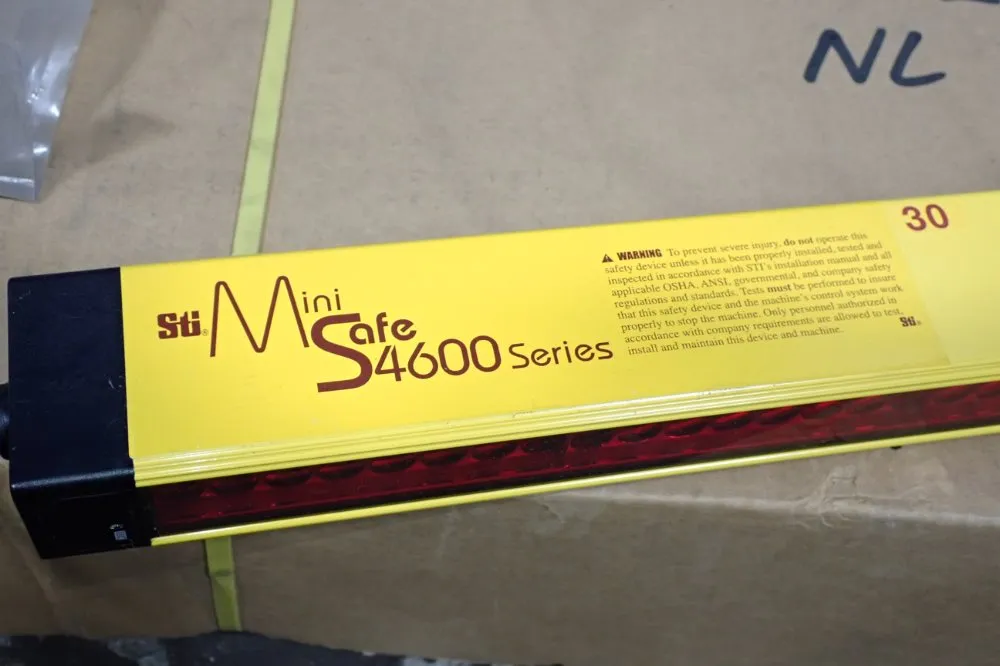 NL
30
Sti® Mini
Safe
4600 Series
⚠ WARNING To prevent severe injury, do not operate this
safety device unless it has been properly installed, tested and
inspected in accordance with STI's installation manual and all
applicable OSHA, ANSI, governmental, and company safety
regulations and standards. Tests must be performed to insure
that this safety device and the machine's control system work
properly to stop the machine. Only personnel authorized in
accordance with company requirements are allowed to test,
install and maintain this device and machine.
Sti®